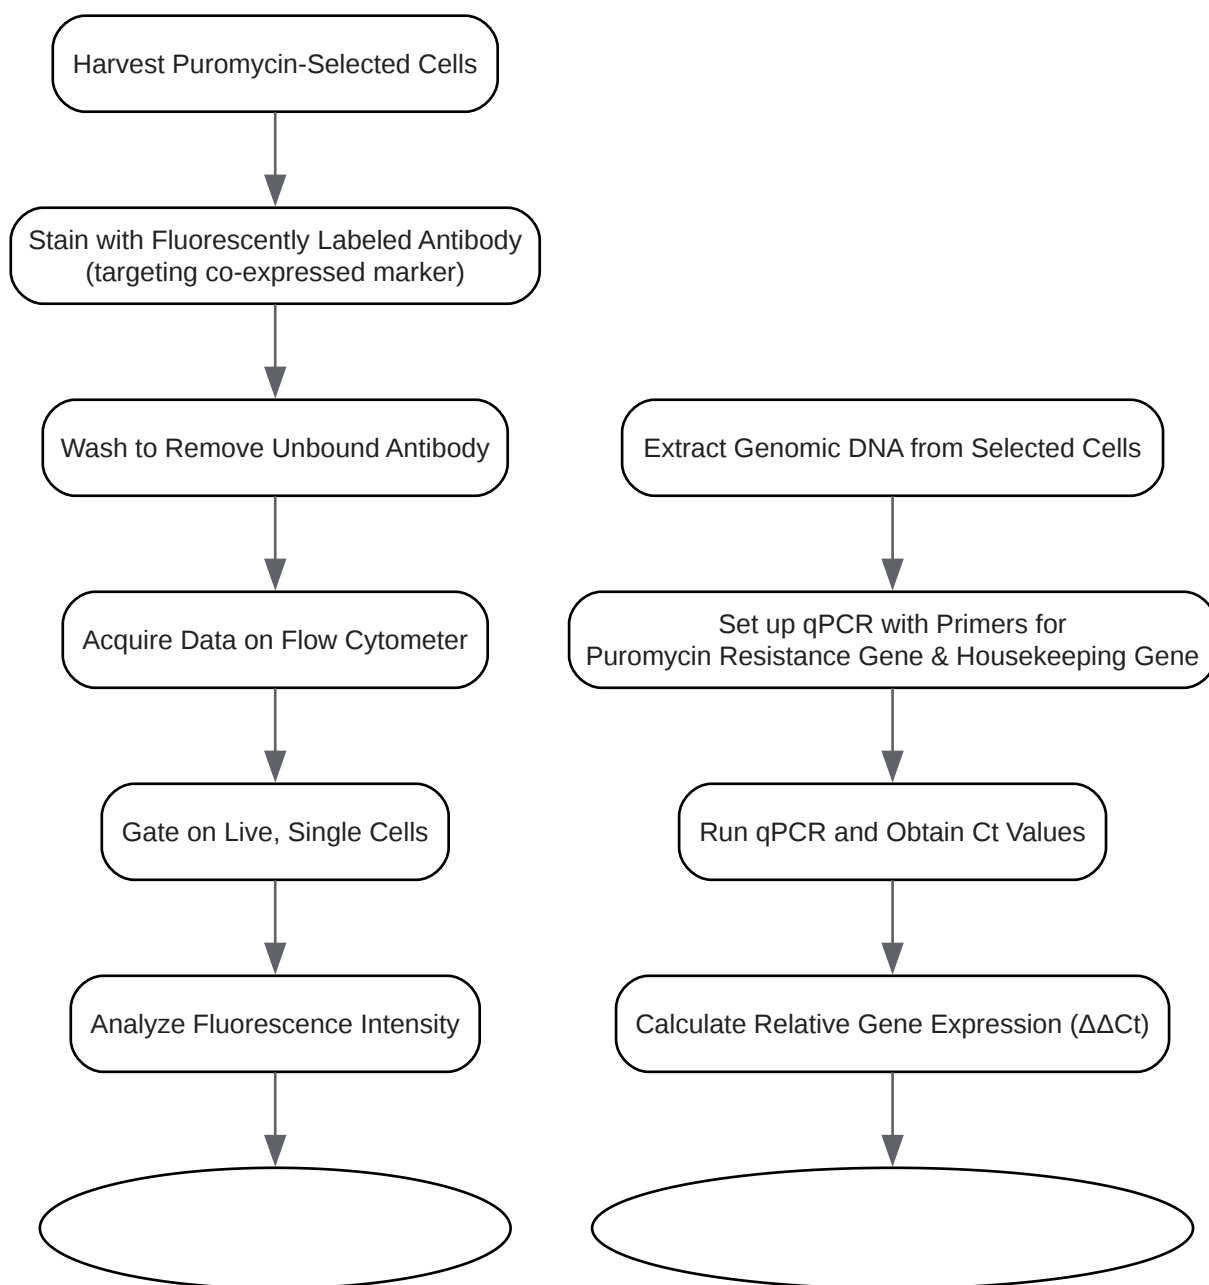 Harvest Puromycin-Selected Cells
Stain with Fluorescently Labeled Antibody
(targeting co-expressed marker)
Wash to Remove Unbound Antibody
Acquire Data on Flow Cytometer
Gate on Live, Single Cells
Analyze Fluorescence Intensity
Extract Genomic DNA from Selected Cells
Set up qPCR with Primers for
Puromycin Resistance Gene & Housekeeping Gene
Run qPCR and Obtain Ct Values
Calculate Relative Gene Expression (ΔΔCt)